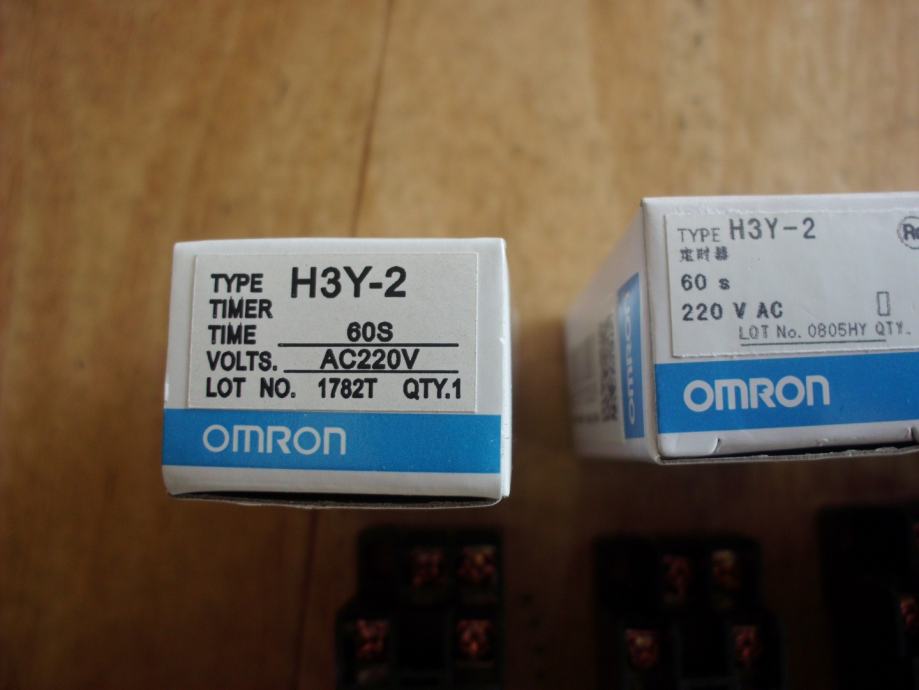 TYPE H3Y-2
TIMER
TIME 60S
VOLTS. AC220V
LOT NO. 1782T QTY.1
OMRON
TYPE H3Y-2
定时器
60 s
220 V AC
LOT No. 0805HY QTY.
OMRON
OMRON